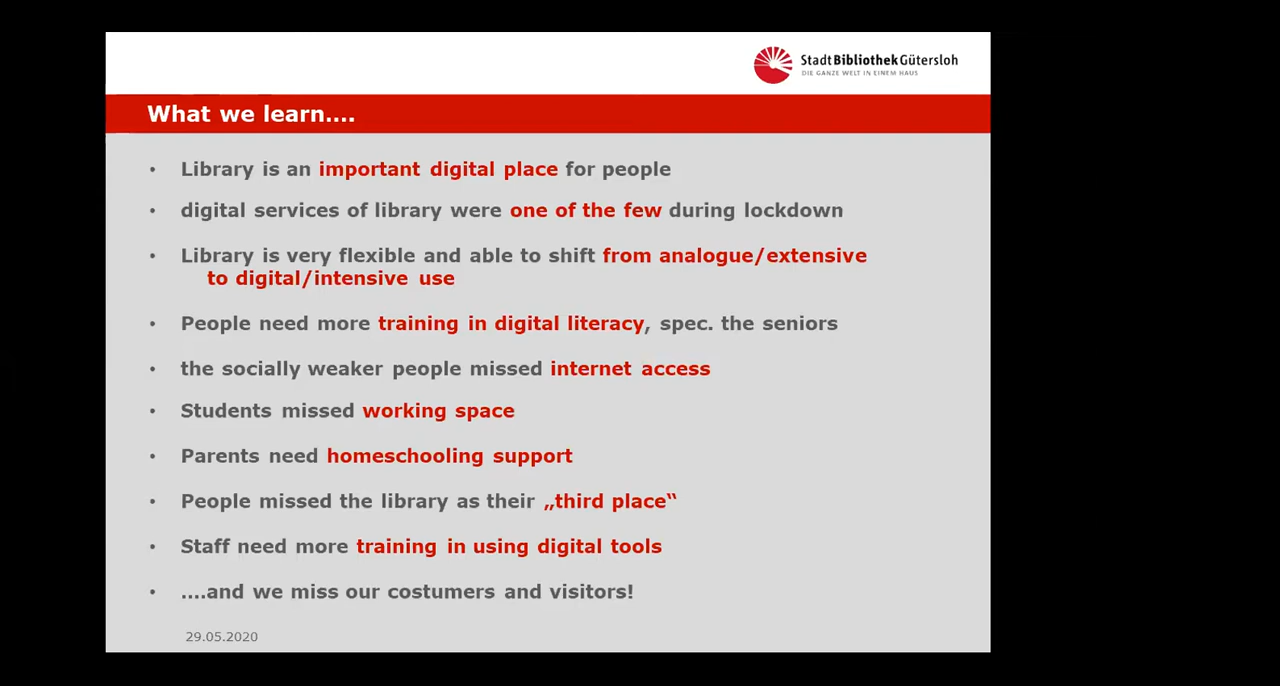 StadtBibliothekGütersloh
DIE GANZE WELT IN EINEM HAUS
What we learn....
• Library is an important digital place for people
• digital services of library were one of the few during lockdown
• Library is very flexible and able to shift from analogue/extensive
to digital/intensive use
• People need more training in digital literacy, spec. the seniors
• the socially weaker people missed internet access
• Students missed working space
• Parents need homeschooling support
• People missed the library as their „third place“
• Staff need more training in using digital tools
• ....and we miss our costumers and visitors!
29.05.2020